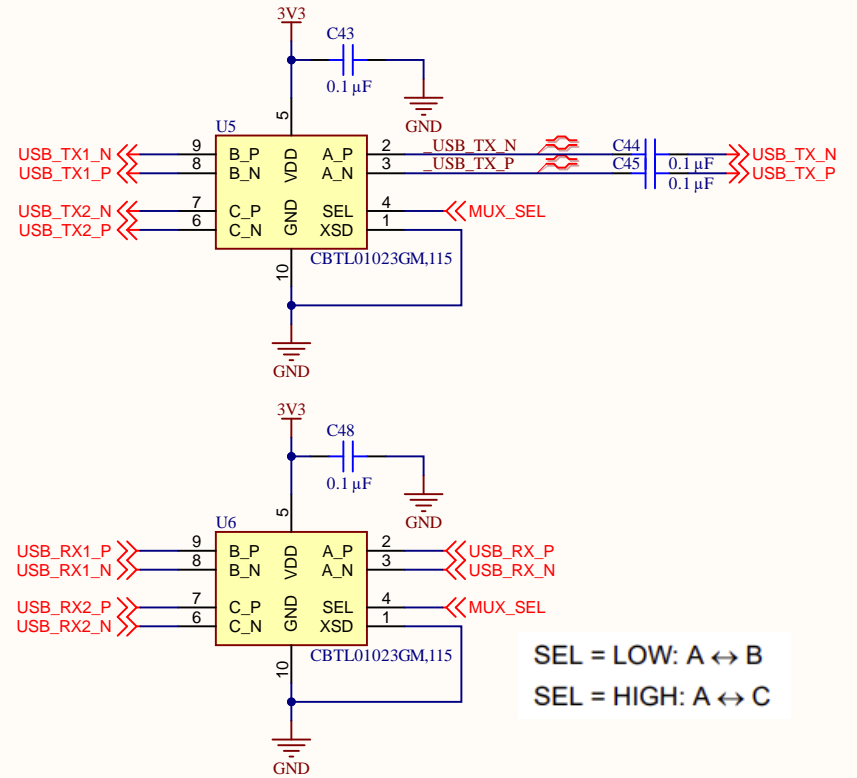 3V3
C43
0.1 µF
GND
5
U5
USB_TX1_N 9 B_P VDD A_P 2 _USB_TX_N C44 0.1 µF USB_TX_N
USB_TX1_P 8 B_N A_N 3 _USB_TX_P C45 0.1 µF USB_TX_P
USB_TX2_N 7 C_P GND SEL 4 MUX_SEL
USB_TX2_P 6 C_N XSD 1
CBTL01023GM,115
10
GND
3V3
C48
0.1 µF
GND
5
U6
USB_RX1_P 9 B_P VDD A_P 2 USB_RX_P
USB_RX1_N 8 B_N A_N 3 USB_RX_N
USB_RX2_P 7 C_P GND SEL 4 MUX_SEL
USB_RX2_N 6 C_N XSD 1
CBTL01023GM,115
10
GND
SEL = LOW: A ↔ B
SEL = HIGH: A ↔ C